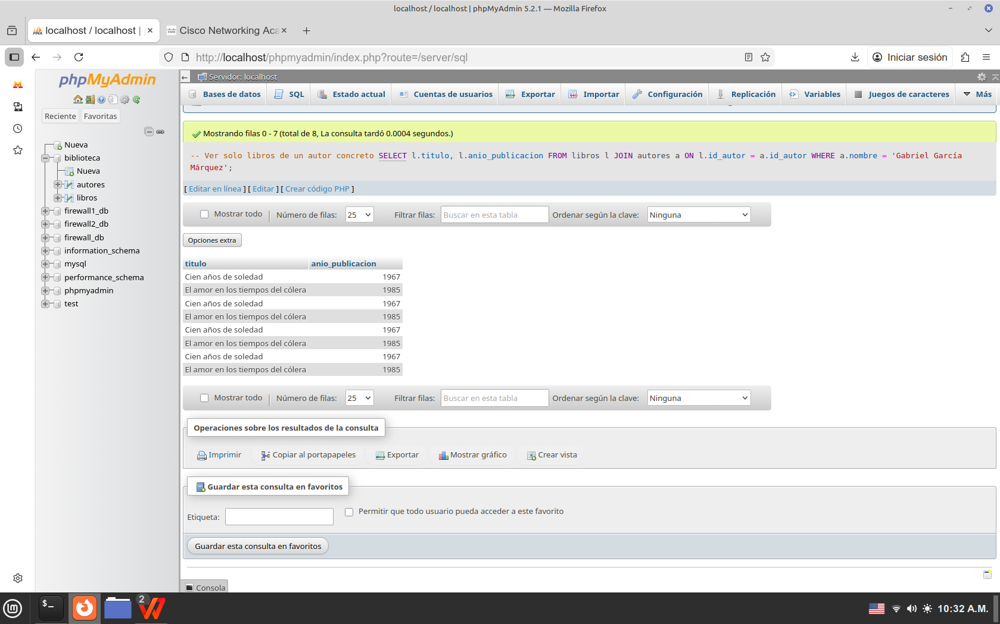 localhost / localhost | phpMyAdmin 5.2.1 — Mozilla Firefox
localhost / localhost |
Cisco Networking Aca
http://localhost/phpmyadmin/index.php?route=/server/sql
Iniciar sesión
phpMyAdmin
Reciente
Favoritas
Nueva
biblioteca
Nueva
autores
libros
firewall1_db
firewall2_db
firewall_db
information_schema
mysql
performance_schema
phpmyadmin
test
Servidor: localhost
Bases de datos
SQL
Estado actual
Cuentas de usuarios
Exportar
Importar
Configuración
Replicación
Variables
Juegos de caracteres
Más
Mostrando filas 0 - 7 (total de 8, La consulta tardó 0.0004 segundos.)
-- Ver solo libros de un autor concreto SELECT l.titulo, l.anio_publicacion FROM libros l JOIN autores a ON l.id_autor = a.id_autor WHERE a.nombre = 'Gabriel García
Márquez';
[ Editar en línea ] [ Editar ] [ Crear código PHP ]
Mostrar todo
Número de filas:
25
Filtrar filas:
Buscar en esta tabla
Ordenar según la clave:
Ninguna
Opciones extra
titulo anio_publicacion
Cien años de soledad 1967
El amor en los tiempos del cólera 1985
Cien años de soledad 1967
El amor en los tiempos del cólera 1985
Cien años de soledad 1967
El amor en los tiempos del cólera 1985
Cien años de soledad 1967
El amor en los tiempos del cólera 1985
Mostrar todo
Número de filas:
25
Filtrar filas:
Buscar en esta tabla
Ordenar según la clave:
Ninguna
Operaciones sobre los resultados de la consulta
Imprimir
Copiar al portapapeles
Exportar
Mostrar gráfico
Crear vista
Guardar esta consulta en favoritos
Etiqueta:
Permitir que todo usuario pueda acceder a este favorito
Guardar esta consulta en favoritos
Consola
$_
2
10:32 A.M.